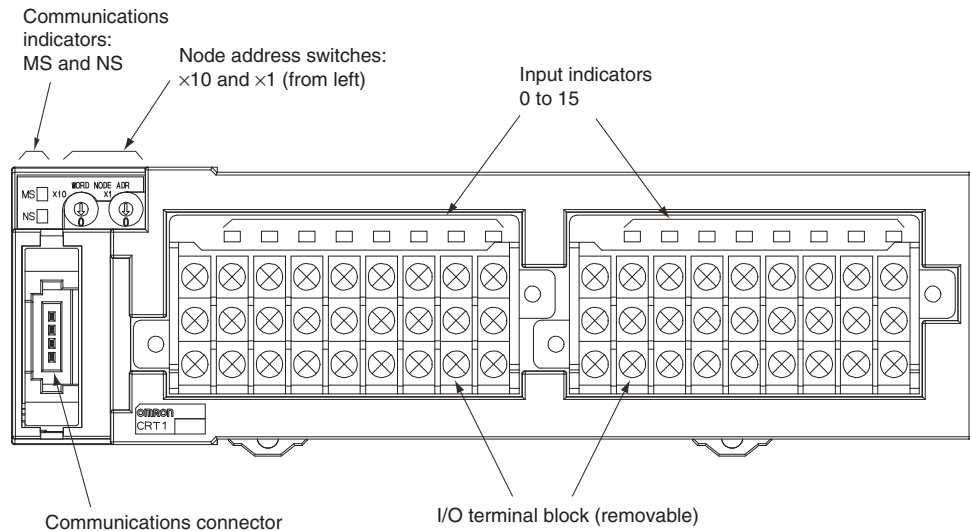 Communications
indicators:
MS and NS
Node address switches:
×10 and ×1 (from left)
Input indicators
0 to 15
WORD NODE ADR
MS X10 X1
NS
0 0
OMRON
CRT1
Communications connector
I/O terminal block (removable)